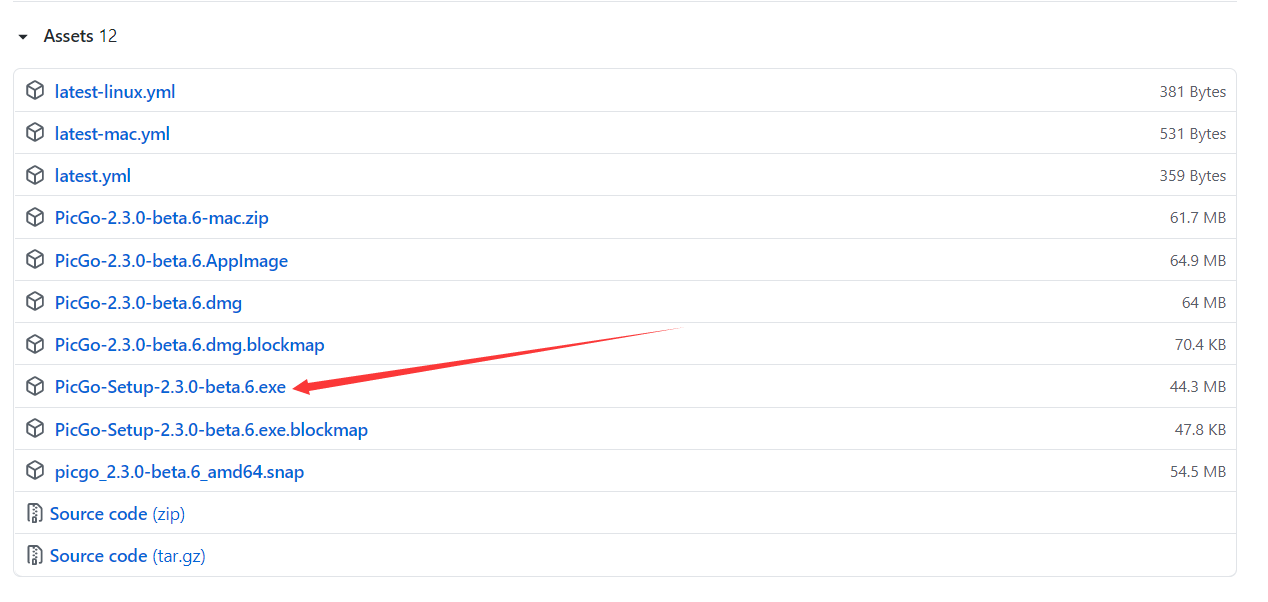 Assets 12
latest-linux.yml 381 Bytes
latest-mac.yml 531 Bytes
latest.yml 359 Bytes
PicGo-2.3.0-beta.6-mac.zip 61.7 MB
PicGo-2.3.0-beta.6.AppImage 64.9 MB
PicGo-2.3.0-beta.6.dmg 64 MB
PicGo-2.3.0-beta.6.dmg.blockmap 70.4 KB
PicGo-Setup-2.3.0-beta.6.exe 44.3 MB
PicGo-Setup-2.3.0-beta.6.exe.blockmap 47.8 KB
picgo_2.3.0-beta.6_amd64.snap 54.5 MB
Source code (zip)
Source code (tar.gz)